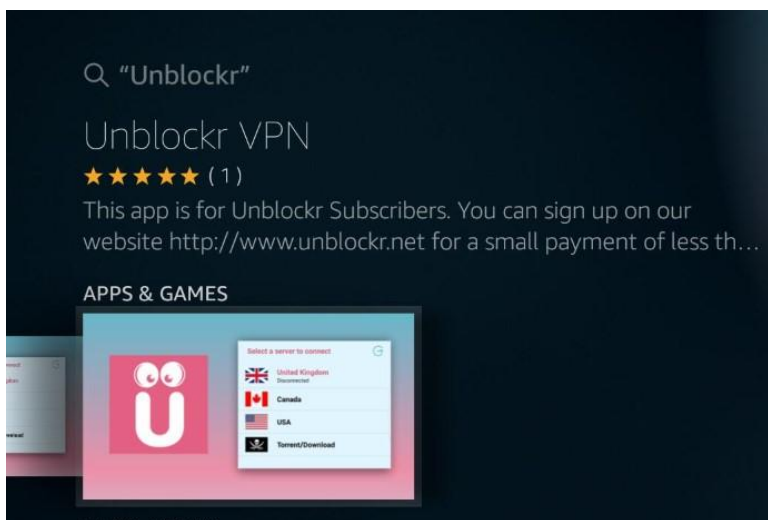 “Unblockr”
Unblockr VPN
(1)
This app is for Unblockr Subscribers. You can sign up on our
website http://www.unblockr.net for a small payment of less th…
APPS & GAMES
Select a server to connect
United Kingdom
Disconnected
Canada
USA
Torrent/Download
Ü